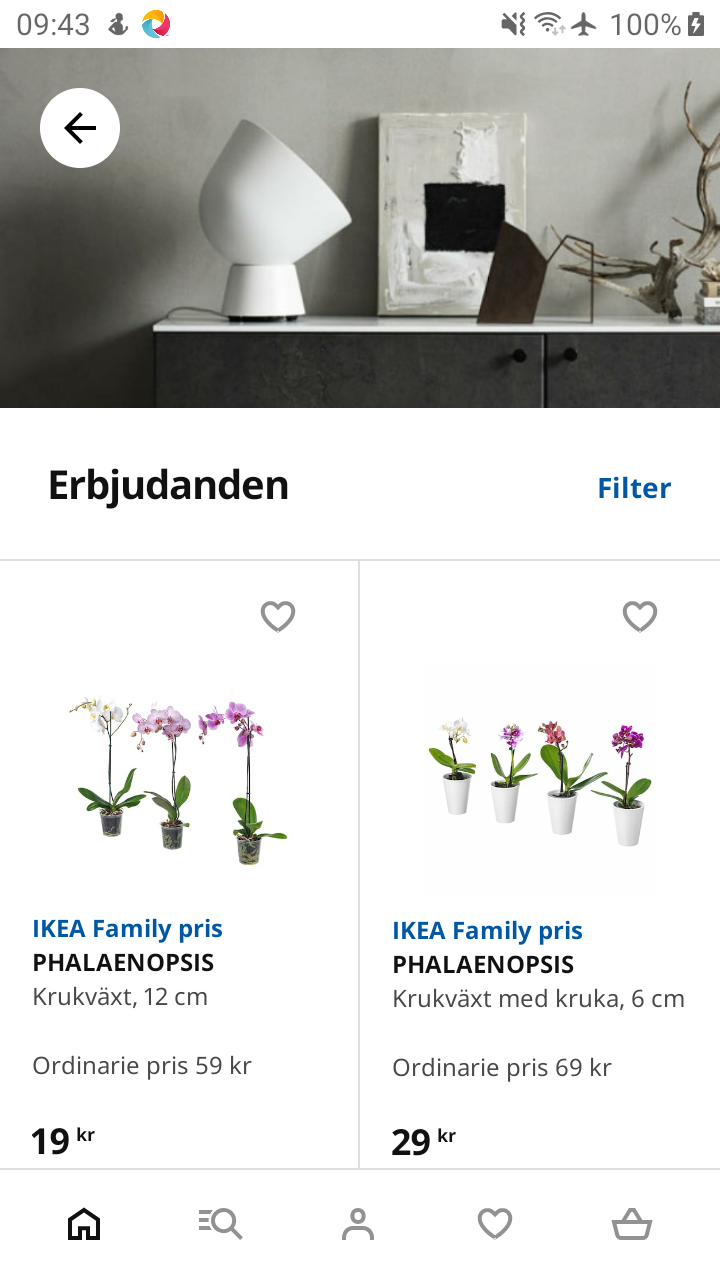 09:43
100%
Erbjudanden
Filter
IKEA Family pris
PHALAENOPSIS
Krukväxt, 12 cm
Ordinarie pris 59 kr
19 kr
IKEA Family pris
PHALAENOPSIS
Krukväxt med kruka, 6 cm
Ordinarie pris 69 kr
29 kr